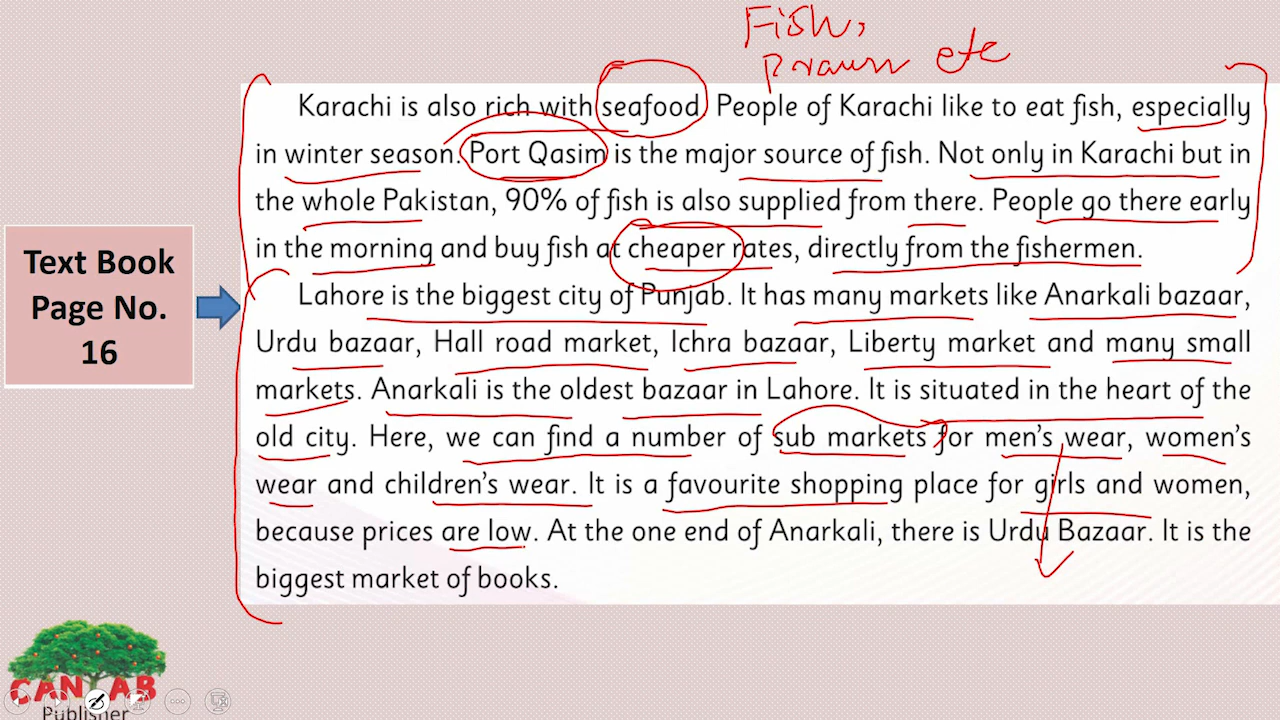 Fish,
prawn etc
Karachi is also rich with seafood. People of Karachi like to eat fish, especially
in winter season. Port Qasim is the major source of fish. Not only in Karachi but in
the whole Pakistan, 90% of fish is also supplied from there. People go there early
in the morning and buy fish at cheaper rates, directly from the fishermen.
Lahore is the biggest city of Punjab. It has many markets like Anarkali bazaar,
Urdu bazaar, Hall road market, Ichra bazaar, Liberty market and many small
markets. Anarkali is the oldest bazaar in Lahore. It is situated in the heart of the
old city. Here, we can find a number of sub markets for men's wear, women's
wear and children's wear. It is a favourite shopping place for girls and women,
because prices are low. At the one end of Anarkali, there is Urdu Bazaar. It is the
biggest market of books.
Text Book
Page No.
16
CANTAB
Publisher